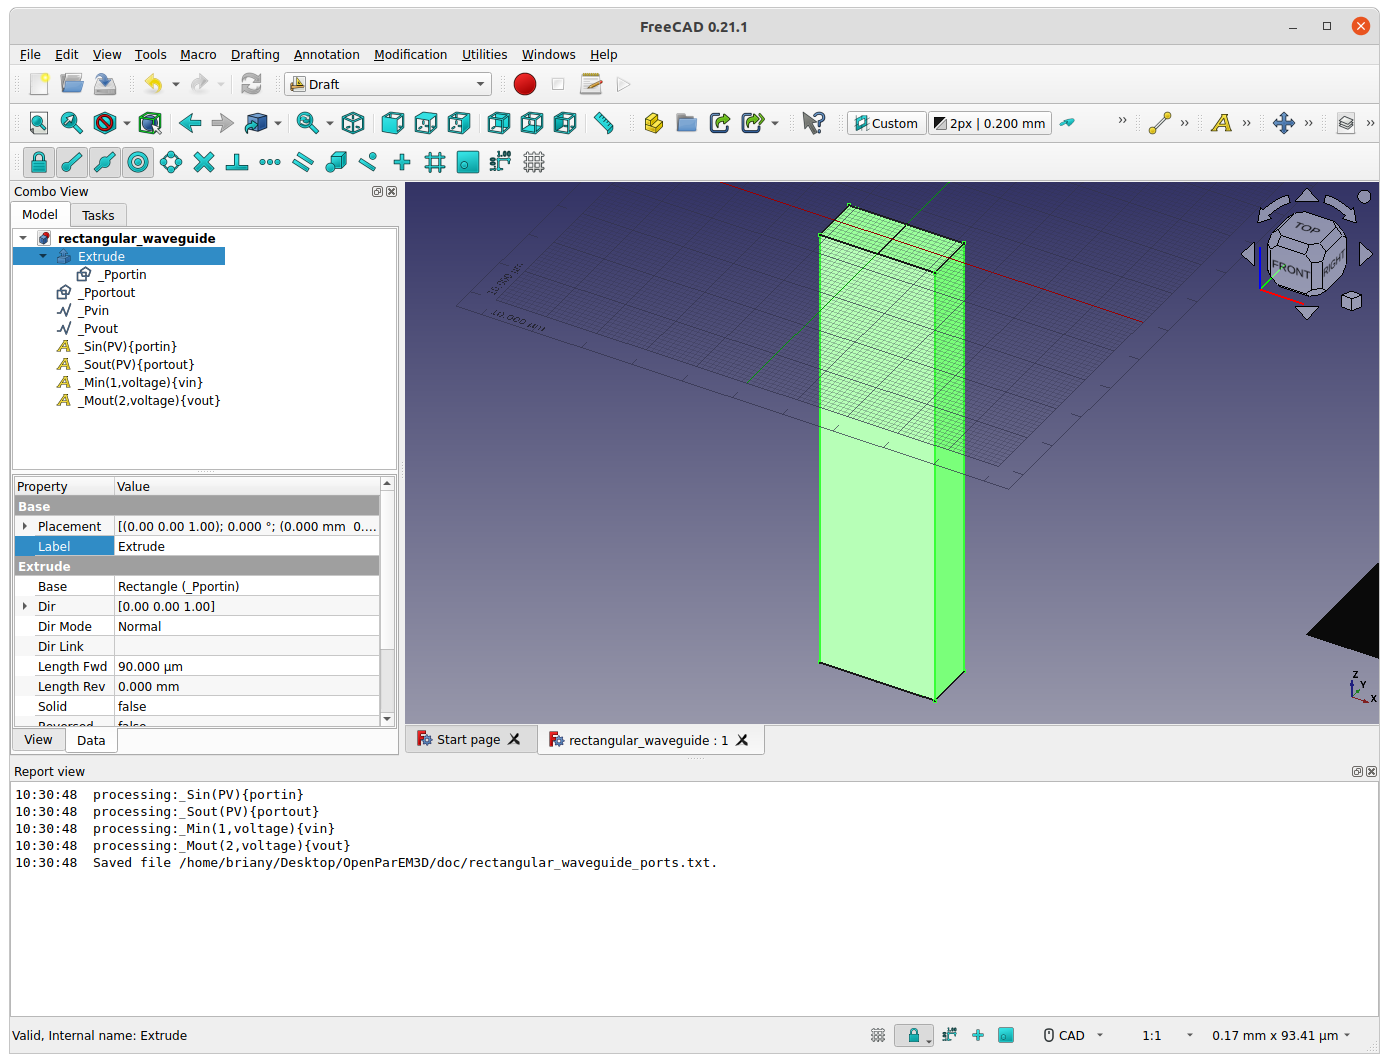 FreeCAD 0.21.1
File Edit View Tools Macro Drafting Annotation Modification Utilities Windows Help
Draft
Custom 2px | 0.200 mm
Combo View
Model Tasks
rectangular_waveguide
Extrude
_Pportin
_Pportout
_Pvin
_Pvout
_Sin(PV){portin}
_Sout(PV){portout}
_Min(1,voltage){vin}
_Mout(2,voltage){vout}
Property Value
Base
Placement [(0.00 0.00 1.00); 0.000 °; (0.000 mm 0....
Label Extrude
Extrude
Base Rectangle (_Pportin)
Dir [0.00 0.00 1.00]
Dir Mode Normal
Dir Link
Length Fwd 90.000 µm
Length Rev 0.000 mm
Solid false
Reversed false
View Data
10.000 µm
10.000 µm
TOP
FRONT RIGHT
Z
Y
X
Start page rectangular_waveguide : 1
Report view
10:30:48 processing:_Sin(PV){portin}
10:30:48 processing:_Sout(PV){portout}
10:30:48 processing:_Min(1,voltage){vin}
10:30:48 processing:_Mout(2,voltage){vout}
10:30:48 Saved file /home/briany/Desktop/OpenParEM3D/doc/rectangular_waveguide_ports.txt.
Valid, Internal name: Extrude CAD 1:1 0.17 mm x 93.41 µm